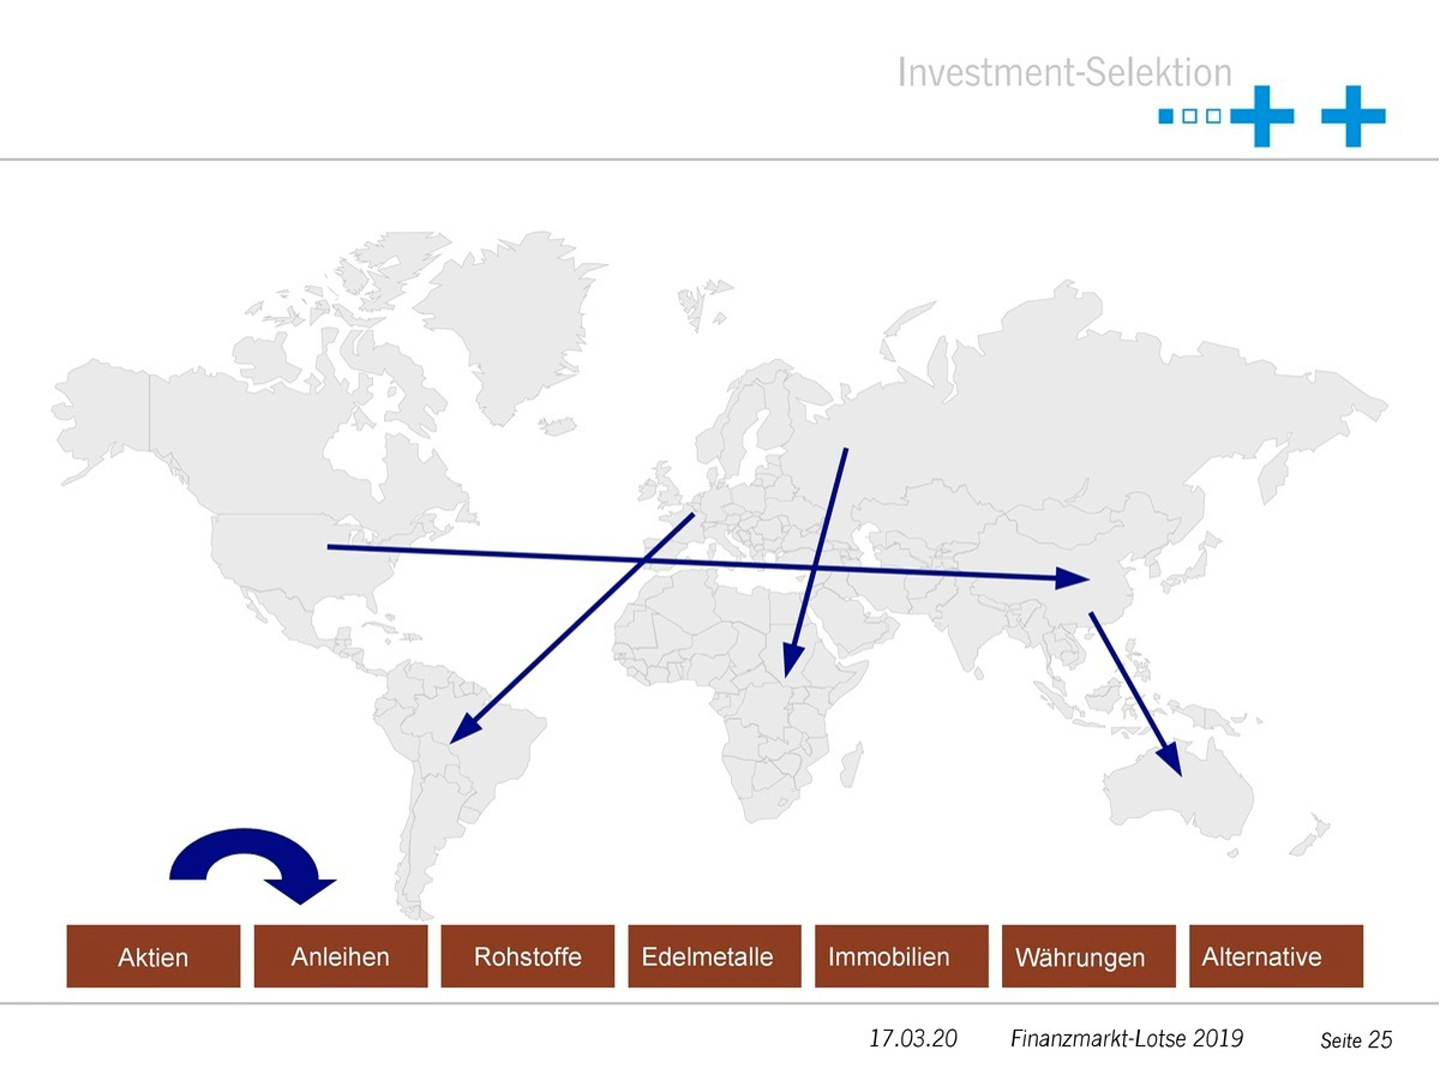 Investment-Selektion
Aktien Anleihen Rohstoffe Edelmetalle Immobilien Währungen Alternative
17.03.20 Finanzmarkt-Lotse 2019 Seite 25